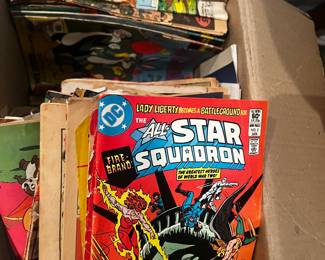 LADY LIBERTY BECOMES A BATTLEGROUND FOR
DC
THE
ALL
STAR
SQUADRON
FIRE-
BRAND
THE GREATEST HEROES
OF WORLD WAR TWO!
60¢